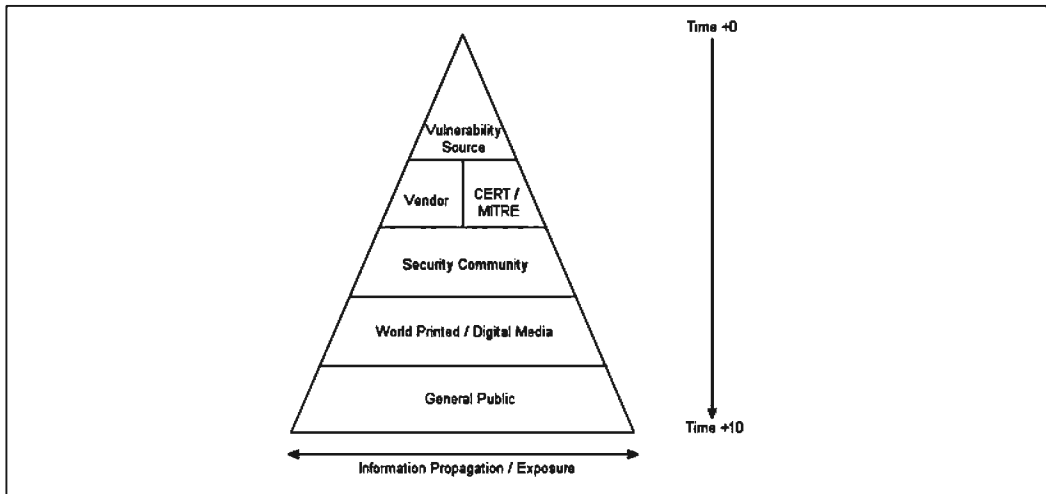 Time +0
Vulnerability
Source
Vendor
CERT /
MITRE
Security Community
World Printed / Digital Media
General Public
Time +10
Information Propagation / Exposure